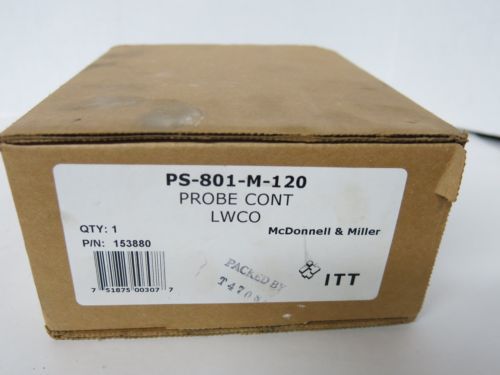 PS-801-M-120
PROBE CONT
LWCO
QTY: 1
McDonnell & Miller
P/N: 153880
PACKED BY
ITT
7 51875 00307 7